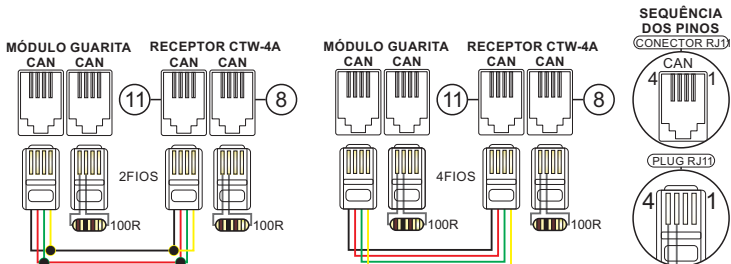 MÓDULO GUARITA
CAN CAN
RECEPTOR CTW-4A
CAN CAN
11
8
2FIOS
100R
100R
MÓDULO GUARITA
CAN CAN
RECEPTOR CTW-4A
CAN CAN
11
8
4FIOS
100R
100R
SEQUÊNCIA
DOS PINOS
CONECTOR RJ11
CAN
4 1
PLUG RJ11
4 1